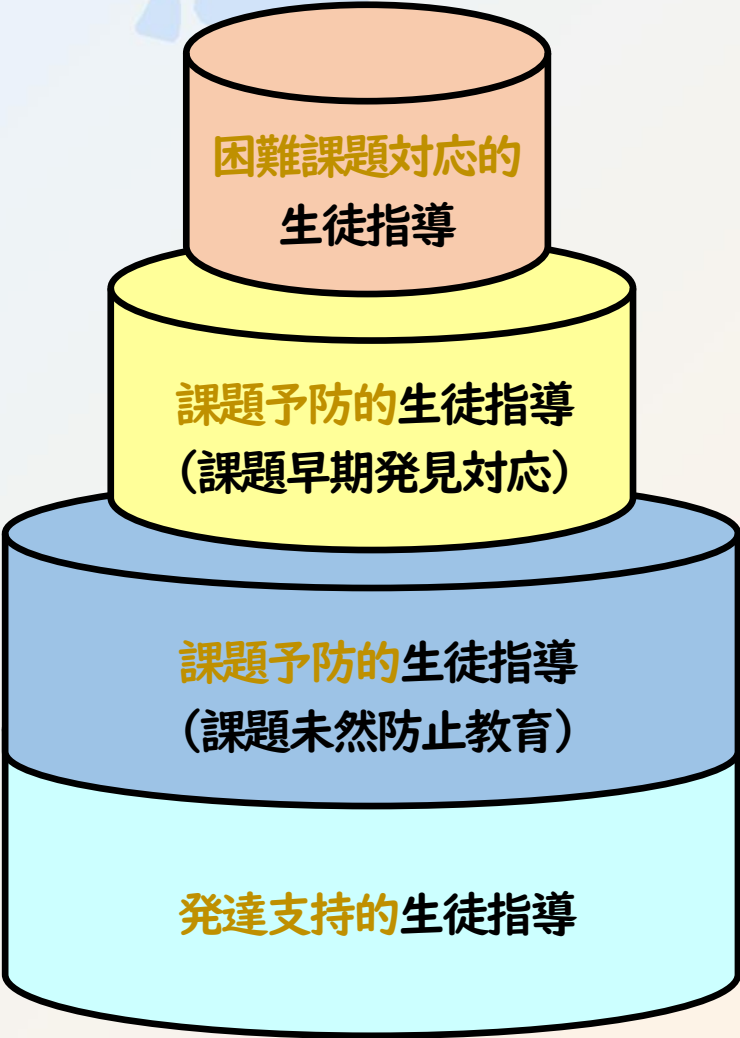 困難課題対応的
生徒指導
課題予防的生徒指導
（課題早期発見対応）
課題予防的生徒指導
（課題未然防止教育）
発達支持的生徒指導